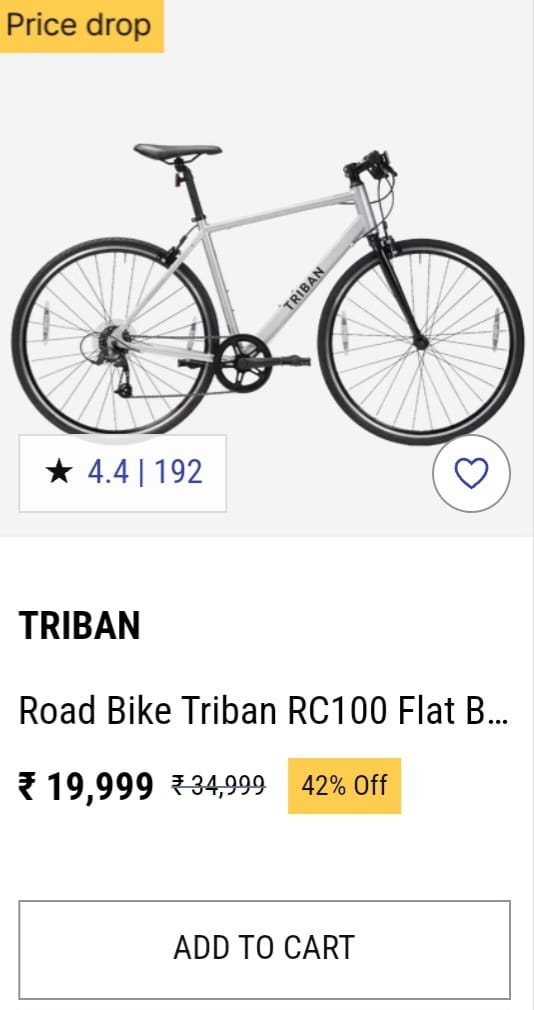 Price drop
TRIBAN
★ 4.4 | 192
TRIBAN
Road Bike Triban RC100 Flat B...
₹ 19,999 ₹ 34,999 42% Off
ADD TO CART